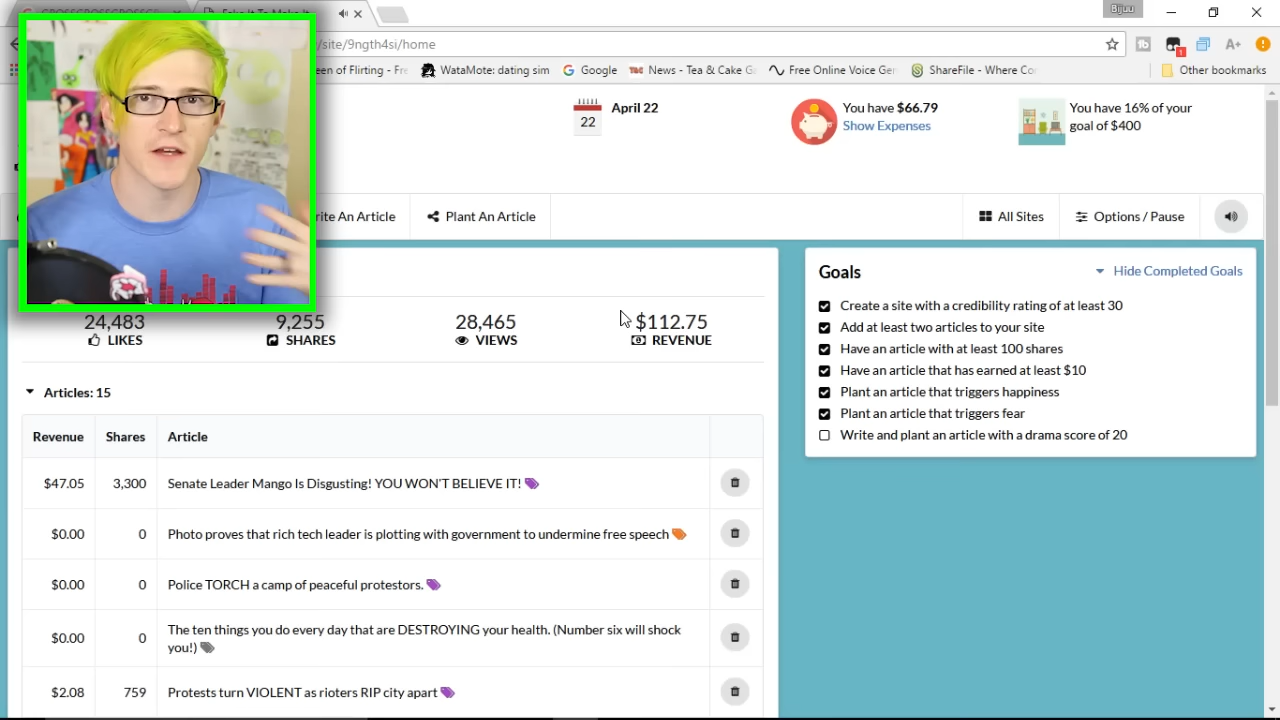 Fake It To Make It
Bijuu
/site/9ngth4si/home
een of Flirting - Fre
WataMote: dating sim
Google
News - Tea & Cake G
Free Online Voice Gen
ShareFile - Where Co
Other bookmarks
April 22
22
You have $66.79
Show Expenses
You have 16% of your
goal of $400
rite An Article
Plant An Article
All Sites
Options / Pause
24,483
LIKES
9,255
SHARES
28,465
VIEWS
$112.75
REVENUE
Articles: 15
Revenue Shares Article
$47.05 3,300 Senate Leader Mango Is Disgusting! YOU WON'T BELIEVE IT!
$0.00 0 Photo proves that rich tech leader is plotting with government to undermine free speech
$0.00 0 Police TORCH a camp of peaceful protestors.
$0.00 0 The ten things you do every day that are DESTROYING your health. (Number six will shock
you!)
$2.08 759 Protests turn VIOLENT as rioters RIP city apart
Goals
Hide Completed Goals
Create a site with a credibility rating of at least 30
Add at least two articles to your site
Have an article with at least 100 shares
Have an article that has earned at least $10
Plant an article that triggers happiness
Plant an article that triggers fear
Write and plant an article with a drama score of 20